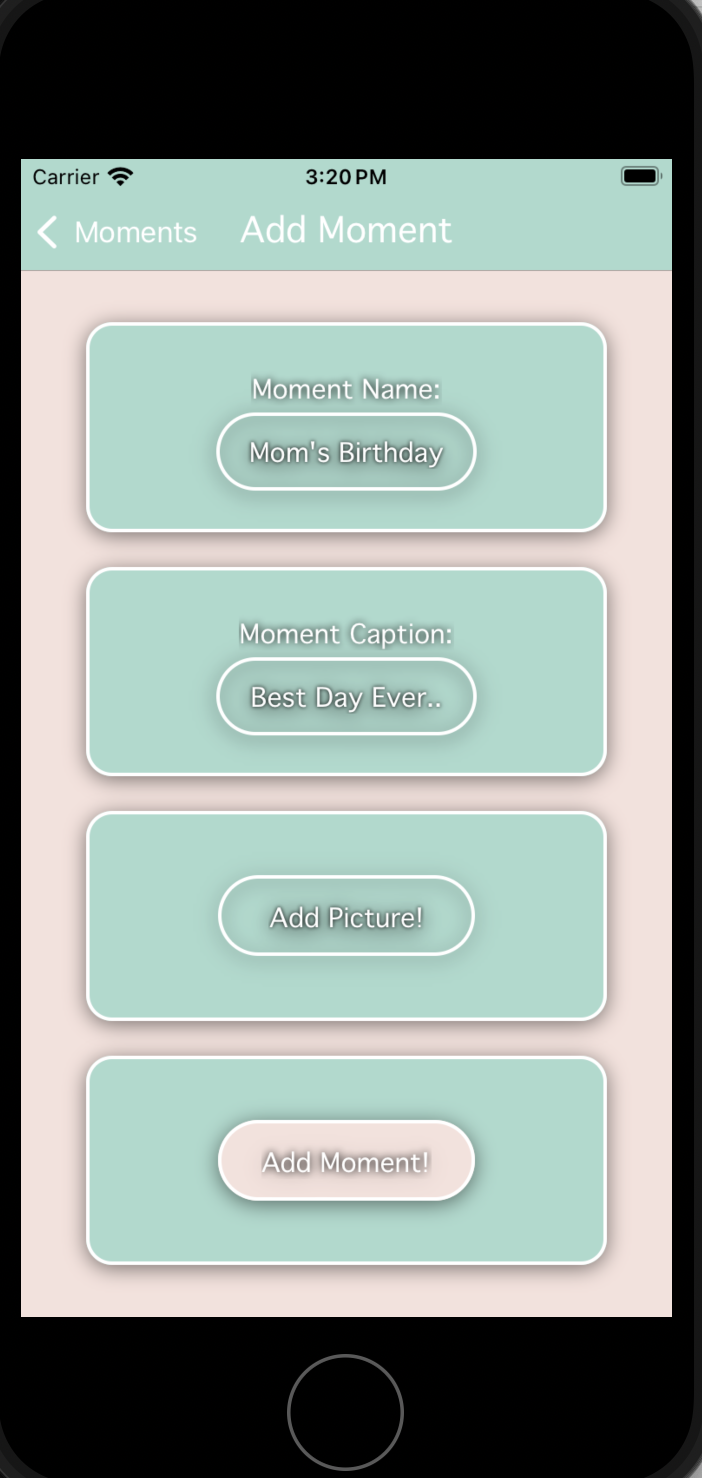 Carrier 3:20 PM
Moments Add Moment
Moment Name:
Mom's Birthday
Moment Caption:
Best Day Ever..
Add Picture!
Add Moment!